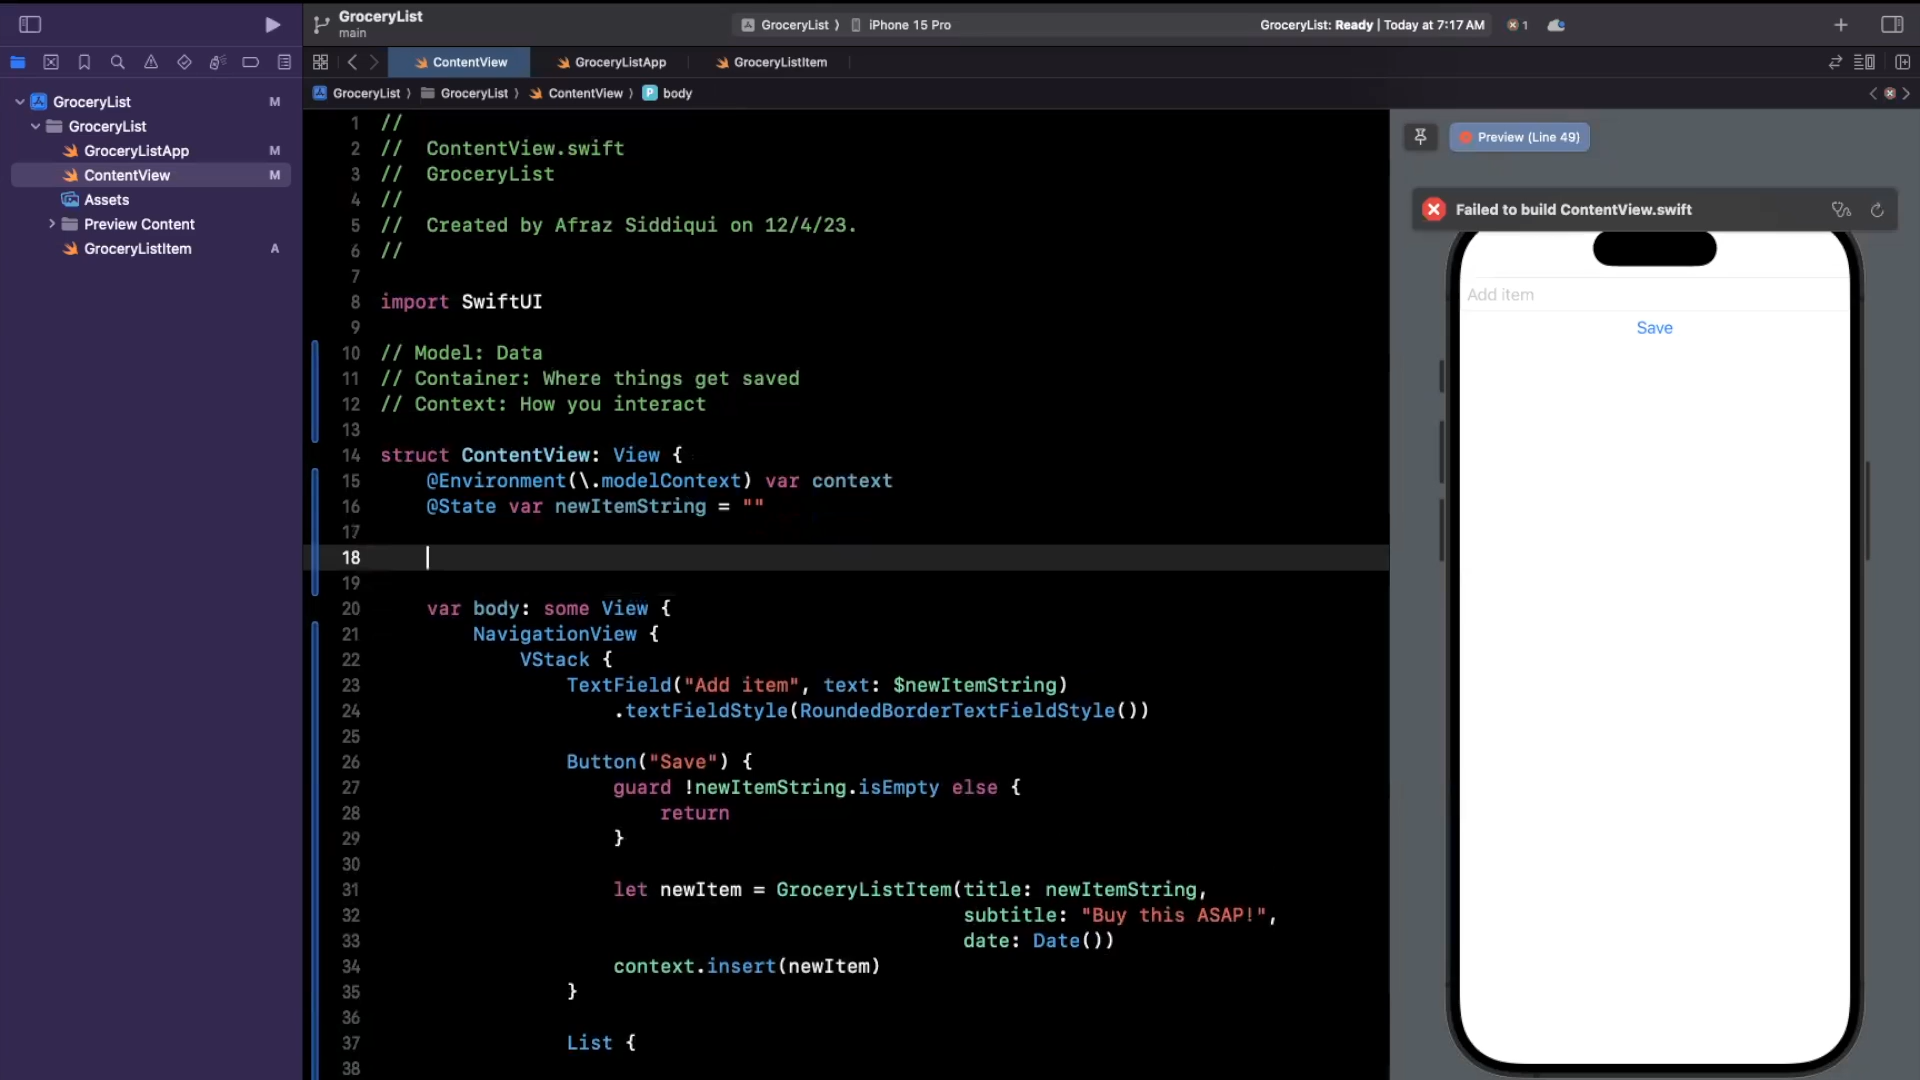 GroceryList
main
GroceryList
iPhone 15 Pro
GroceryList: Ready | Today at 7:17 AM
1
ContentView
GroceryListApp
GroceryListItem
GroceryList
GroceryList
ContentView
P body
GroceryList M
GroceryList
GroceryListApp M
ContentView M
Assets
Preview Content
GroceryListItem A
1 //
2 //  ContentView.swift
3 //  GroceryList
4 //
5 //  Created by Afraz Siddiqui on 12/4/23.
6 //
7
8 import SwiftUI
9
10 // Model: Data
11 // Container: Where things get saved
12 // Context: How you interact
13
14 struct ContentView: View {
15     @Environment(\.modelContext) var context
16     @State var newItemString = ""
17
18
19
20     var body: some View {
21         NavigationView {
22             VStack {
23                 TextField("Add item", text: $newItemString)
24                     .textFieldStyle(RoundedBorderTextFieldStyle())
25
26                 Button("Save") {
27                     guard !newItemString.isEmpty else {
28                         return
29                     }
30
31                     let newItem = GroceryListItem(title: newItemString,
32                                                   subtitle: "Buy this ASAP!",
33                                                   date: Date())
34                     context.insert(newItem)
35                 }
36
37                 List {
38
Preview (Line 49)
Failed to build ContentView.swift
Add item
Save